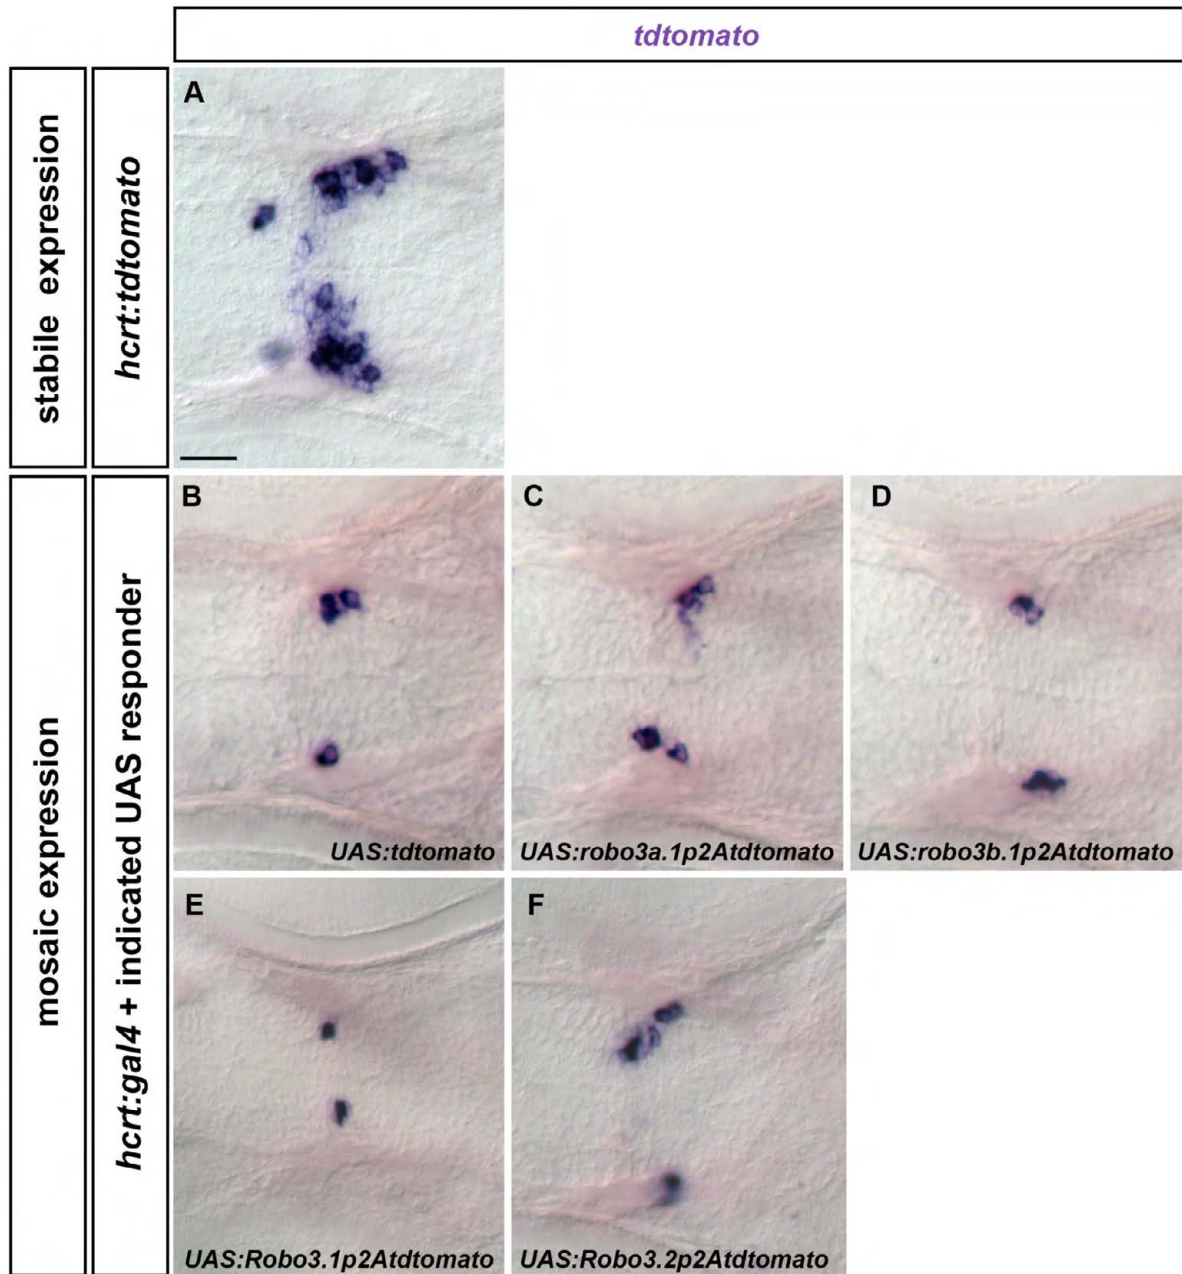 tdtomato
stabile expression
hcrt:tdtomato
A
mosaic expression
hcrt:gal4 + indicated UAS responder
B
UAS:tdtomato
C
UAS:robo3a.1p2Atdtomato
D
UAS:robo3b.1p2Atdtomato
E
UAS:Robo3.1p2Atdtomato
F
UAS:Robo3.2p2Atdtomato